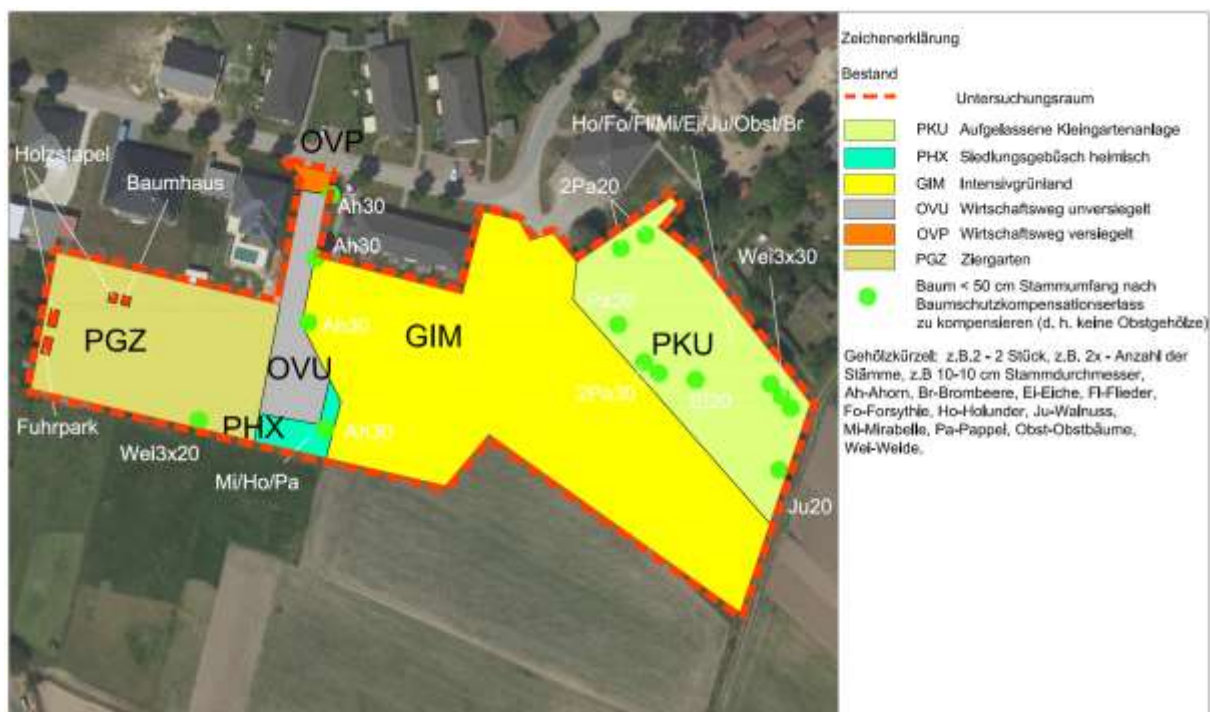 OVP
Ho/Fo/Fl/Mi/Ei/Ju/Obst/Br
Holzstapel
Baumhaus
2Pa20
Ah30
Ah30
Wei3x30
Pa20
Ah30
PGZ
GIM
PKU
OVU
2Pa30
Ei20
PHX
Ah30
Fuhrpark
Wei3x20
Mi/Ho/Pa
Ju20
Zeichenerklärung
Bestand
Untersuchungsraum
PKU Aufgelassene Kleingartenanlage
PHX Siedlungsgebüsch heimisch
GIM Intensivgrünland
OVU Wirtschaftsweg unversiegelt
OVP Wirtschaftsweg versiegelt
PGZ Ziergarten
Baum < 50 cm Stammumfang nach
Baumschutzkompensationserlass
zu kompensieren (d. h. keine Obstgehölze)
Gehölzkürzel: z.B.2 - 2 Stück, z.B. 2x - Anzahl der
Stämme, z.B 10-10 cm Stammdurchmesser,
Ah-Ahorn, Br-Brombeere, Ei-Eiche, Fl-Flieder,
Fo-Forsythie, Ho-Holunder, Ju-Walnuss,
Mi-Mirabelle, Pa-Pappel, Obst-Obstbäume,
Wei-Weide,